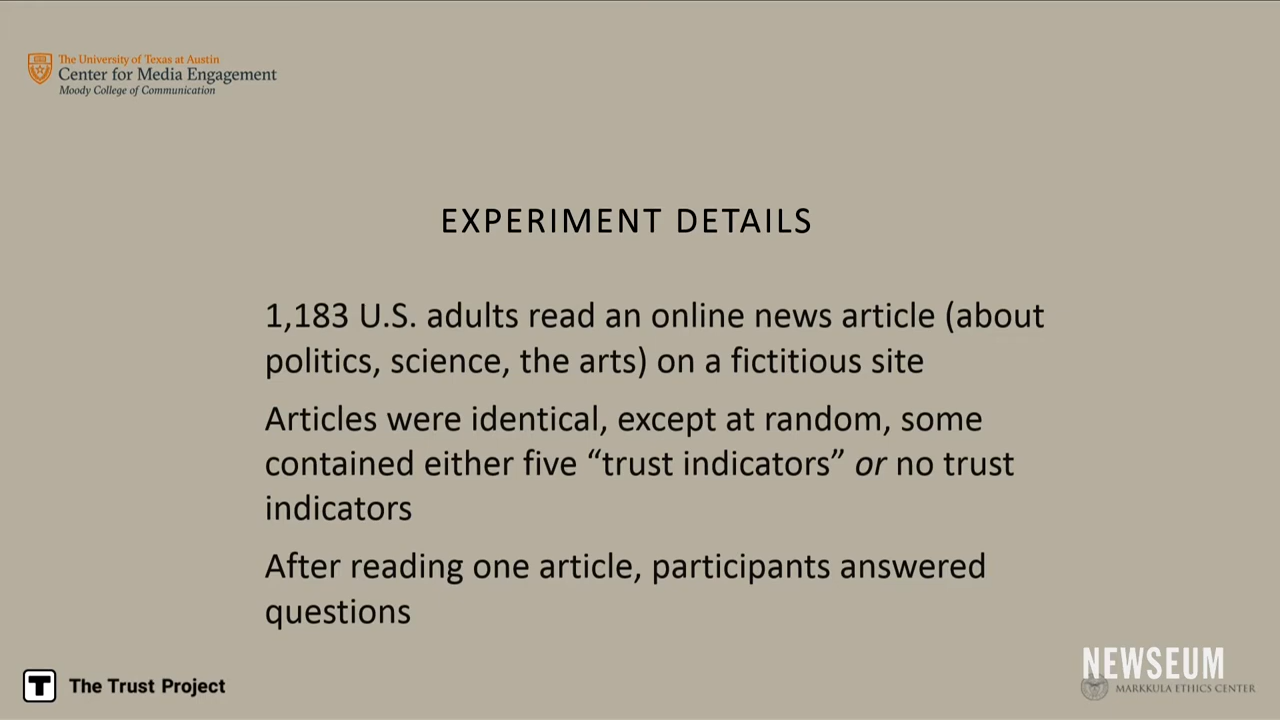 The University of Texas at Austin
Center for Media Engagement
Moody College of Communication
EXPERIMENT DETAILS
1,183 U.S. adults read an online news article (about
politics, science, the arts) on a fictitious site
Articles were identical, except at random, some
contained either five “trust indicators” or no trust
indicators
After reading one article, participants answered
questions
T The Trust Project
NEWSEUM
MARKKULA ETHICS CENTER